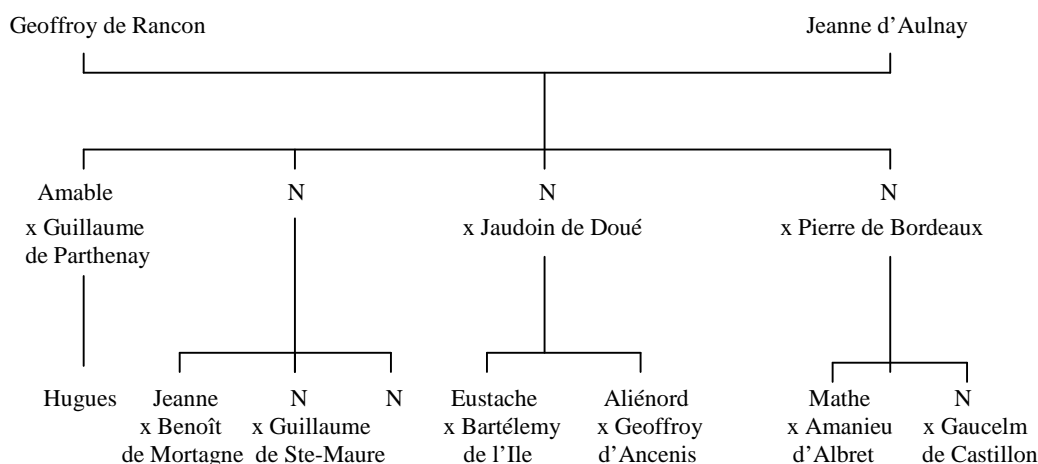 Geoffroy de Rancon Jeanne d’Aulnay
Amable N N N
x Guillaume x Jaudoin de Doué x Pierre de Bordeaux
de Parthenay
Hugues Jeanne N N Eustache Aliénord Mathe N
x Benoît x Guillaume x Bartélemy x Geoffroy x Amanieu x Gaucelm
de Mortagne de Ste-Maure de l’Ile d’Ancenis d’Albret de Castillon